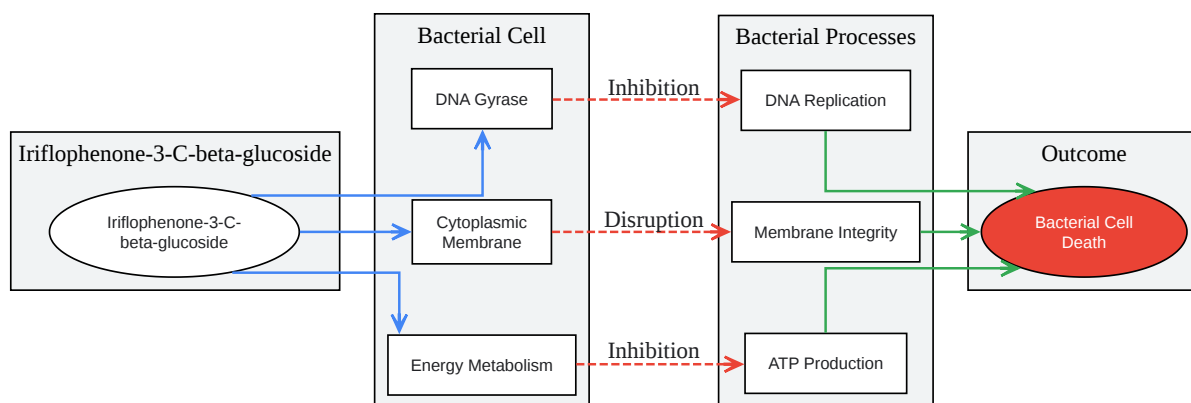 Bacterial Cell
Bacterial Processes
DNA Gyrase
Inhibition
DNA Replication
Iriflophenone-3-C-beta-glucoside
Outcome
Iriflophenone-3-C-
beta-glucoside
Cytoplasmic
Membrane
Disruption
Membrane Integrity
Bacterial Cell
Death
Energy Metabolism
Inhibition
ATP Production